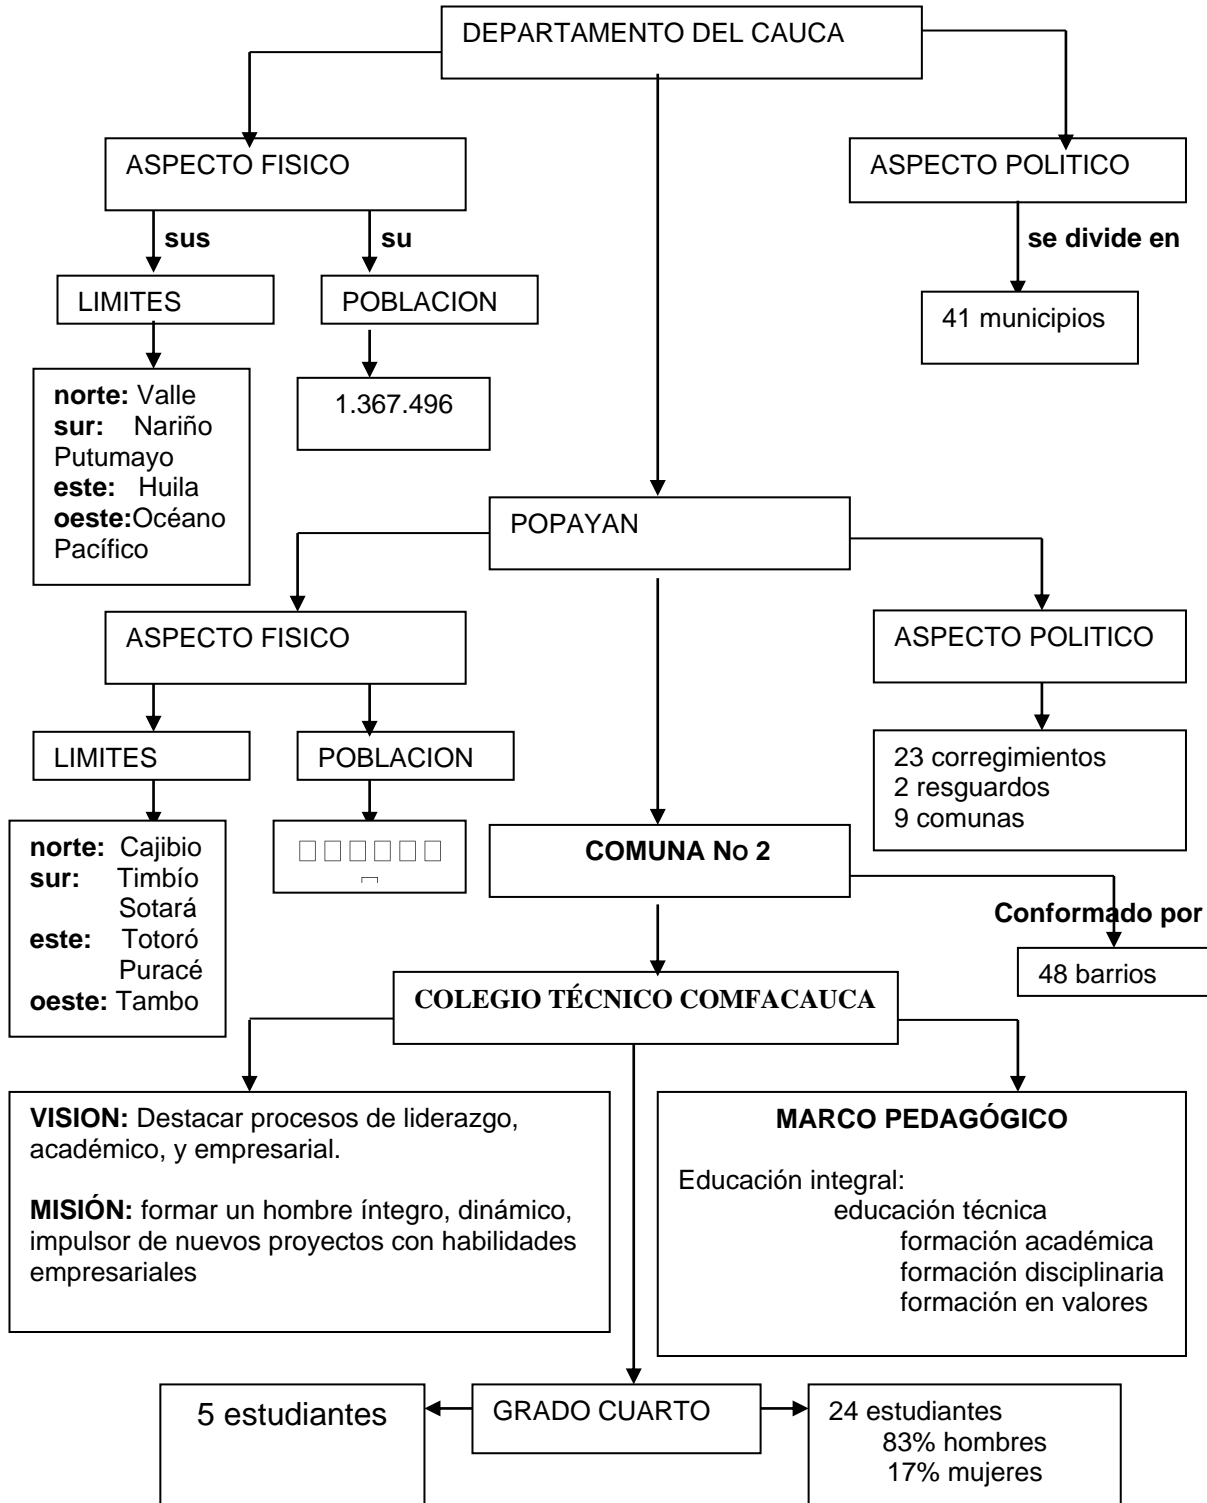 DEPARTAMENTO DEL CAUCA
ASPECTO FISICO
ASPECTO POLITICO
sus
su
se divide en
LIMITES
POBLACION
41 municipios
norte: Valle
sur: Nariño
Putumayo
este: Huila
oeste:Océano
Pacífico
1.367.496
POPAYAN
ASPECTO FISICO
ASPECTO POLITICO
LIMITES
POBLACION
23 corregimientos
2 resguardos
9 comunas
norte: Cajibio
sur: Timbío
Sotará
este: Totoró
Puracé
oeste: Tambo
COMUNA No 2
Conformado por
48 barrios
COLEGIO TÉCNICO COMFACAUCA
VISION: Destacar procesos de liderazgo,
académico, y empresarial.
MISIÓN: formar un hombre íntegro, dinámico,
impulsor de nuevos proyectos con habilidades
empresariales
MARCO PEDAGÓGICO
Educación integral:
educación técnica
formación académica
formación disciplinaria
formación en valores
5 estudiantes
GRADO CUARTO
24 estudiantes
83% hombres
17% mujeres